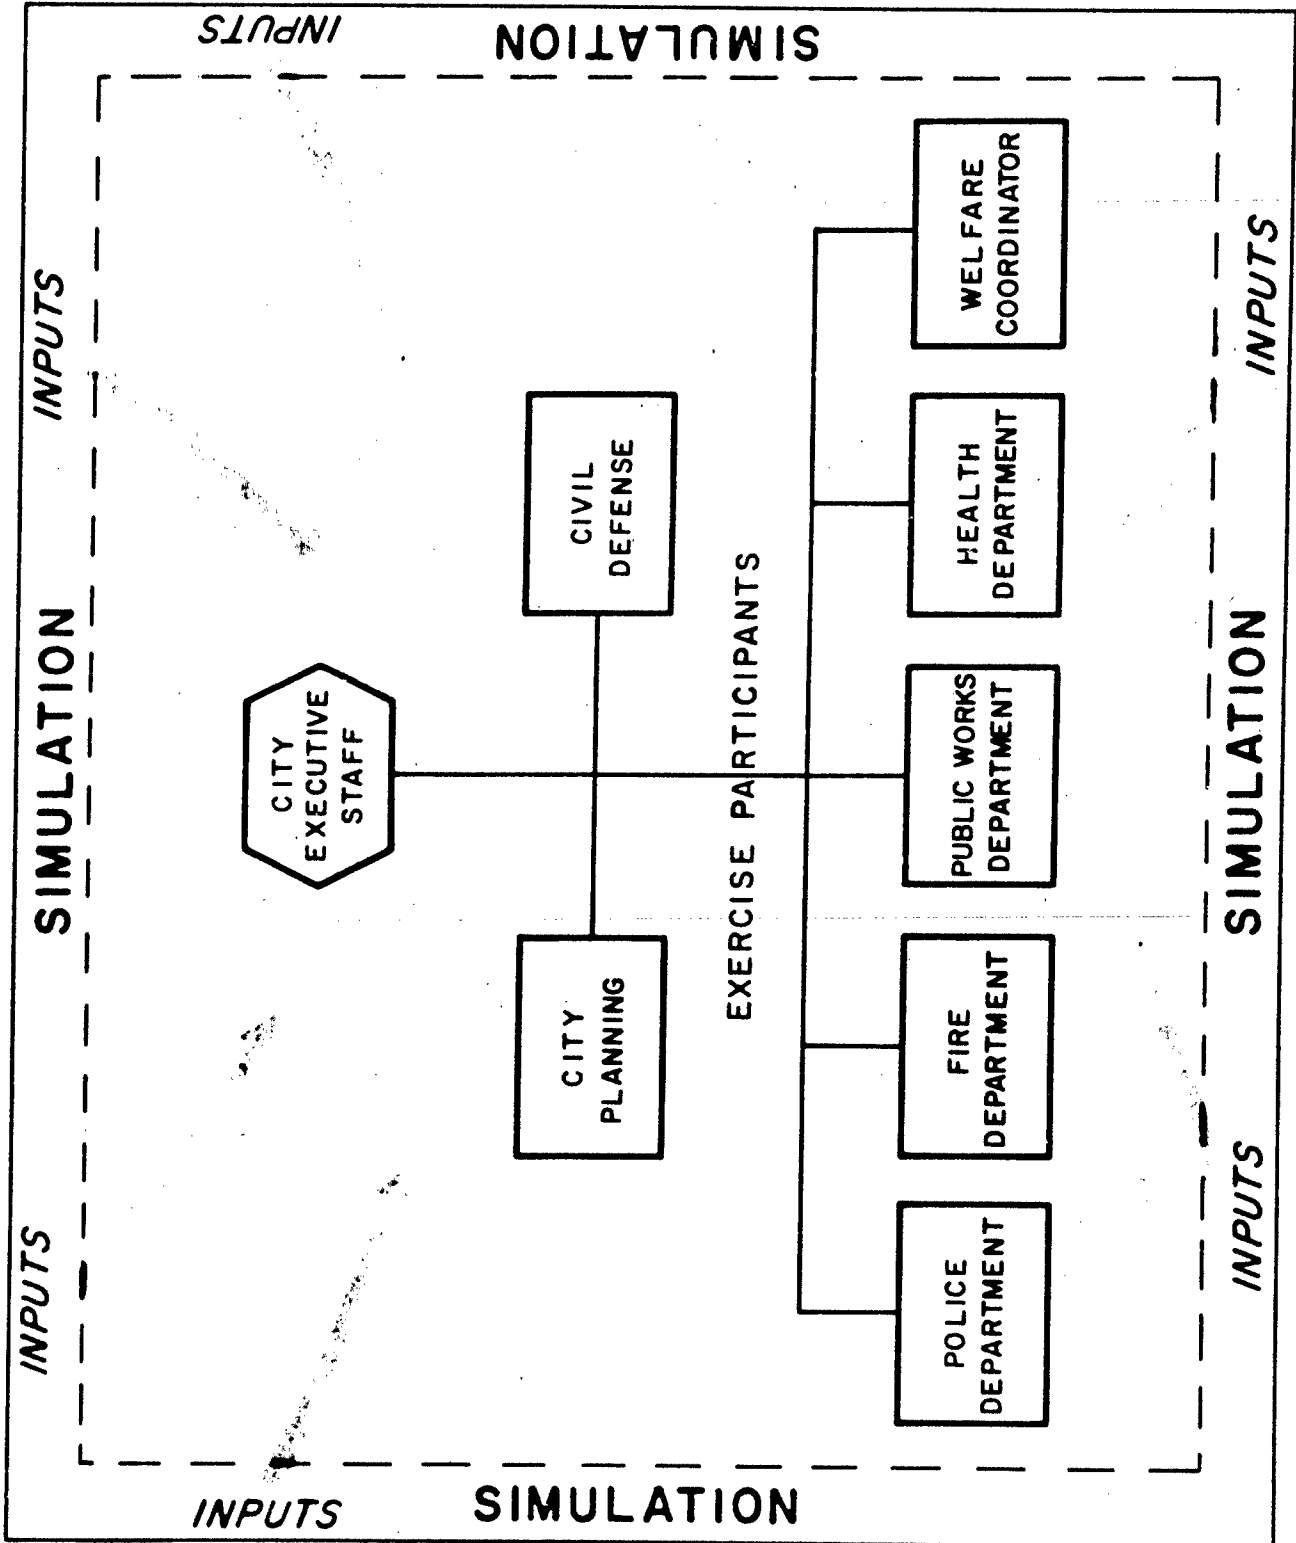 INPUTS
SIMULATION
INPUTS
INPUTS
SIMULATION
CITY
EXECUTIVE
STAFF
CITY
PLANNING
CIVIL
DEFENSE
EXERCISE PARTICIPANTS
POLICE
DEPARTMENT
FIRE
DEPARTMENT
PUBLIC WORKS
DEPARTMENT
HEALTH
DEPARTMENT
WELFARE
COORDINATOR
INPUTS
SIMULATION
INPUTS
SIMULATION
INPUTS